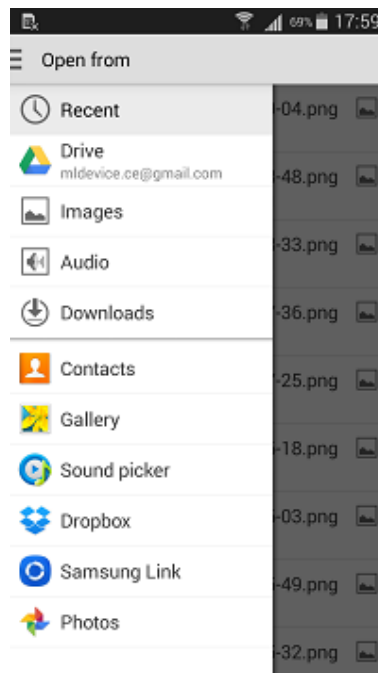 69% 17:59
Open from
Recent
-04.png
Drive
mldevice.ce@gmail.com
-48.png
Images
-33.png
Audio
Downloads
-36.png
Contacts
-25.png
Gallery
-18.png
Sound picker
Dropbox
-03.png
Samsung Link
-49.png
Photos
-32.png